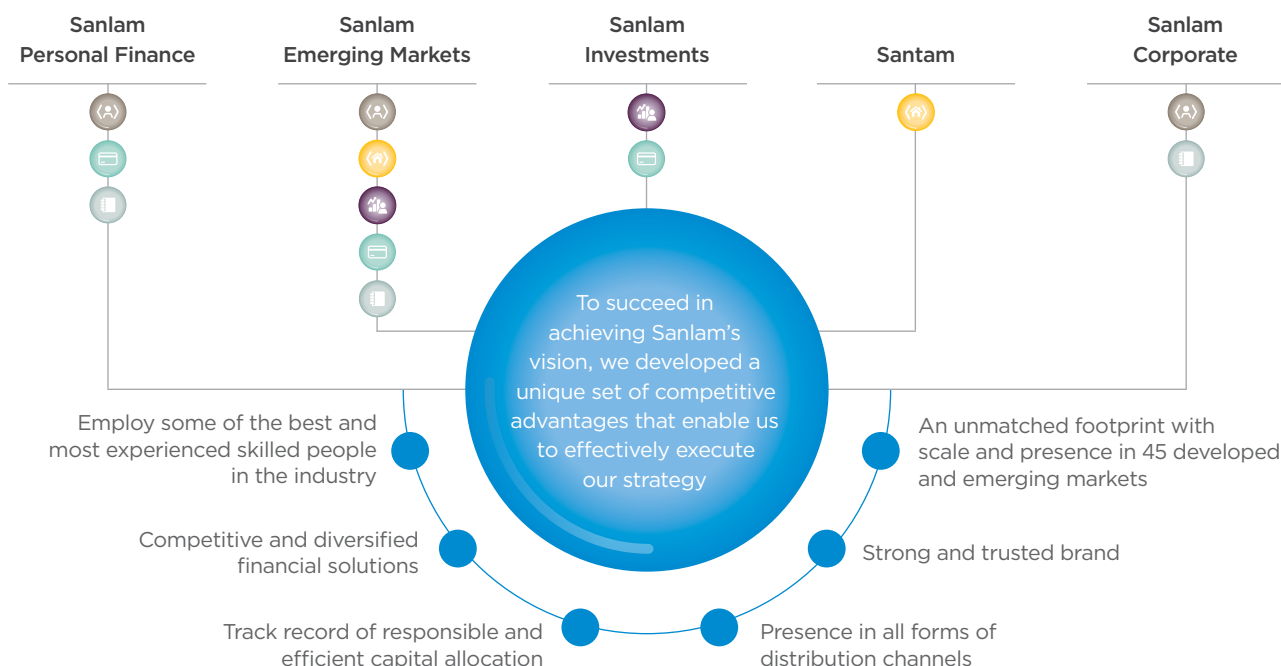 Sanlam
Personal Finance
Sanlam
Emerging Markets
Sanlam
Investments
Santam
Sanlam
Corporate
To succeed in
achieving Sanlam's
vision, we developed a
unique set of competitive
advantages that enable us
to effectively execute
our strategy
Employ some of the best and
most experienced skilled people
in the industry
Competitive and diversified
financial solutions
Track record of responsible and
efficient capital allocation
An unmatched footprint with
scale and presence in 45 developed
and emerging markets
Strong and trusted brand
Presence in all forms of
distribution channels